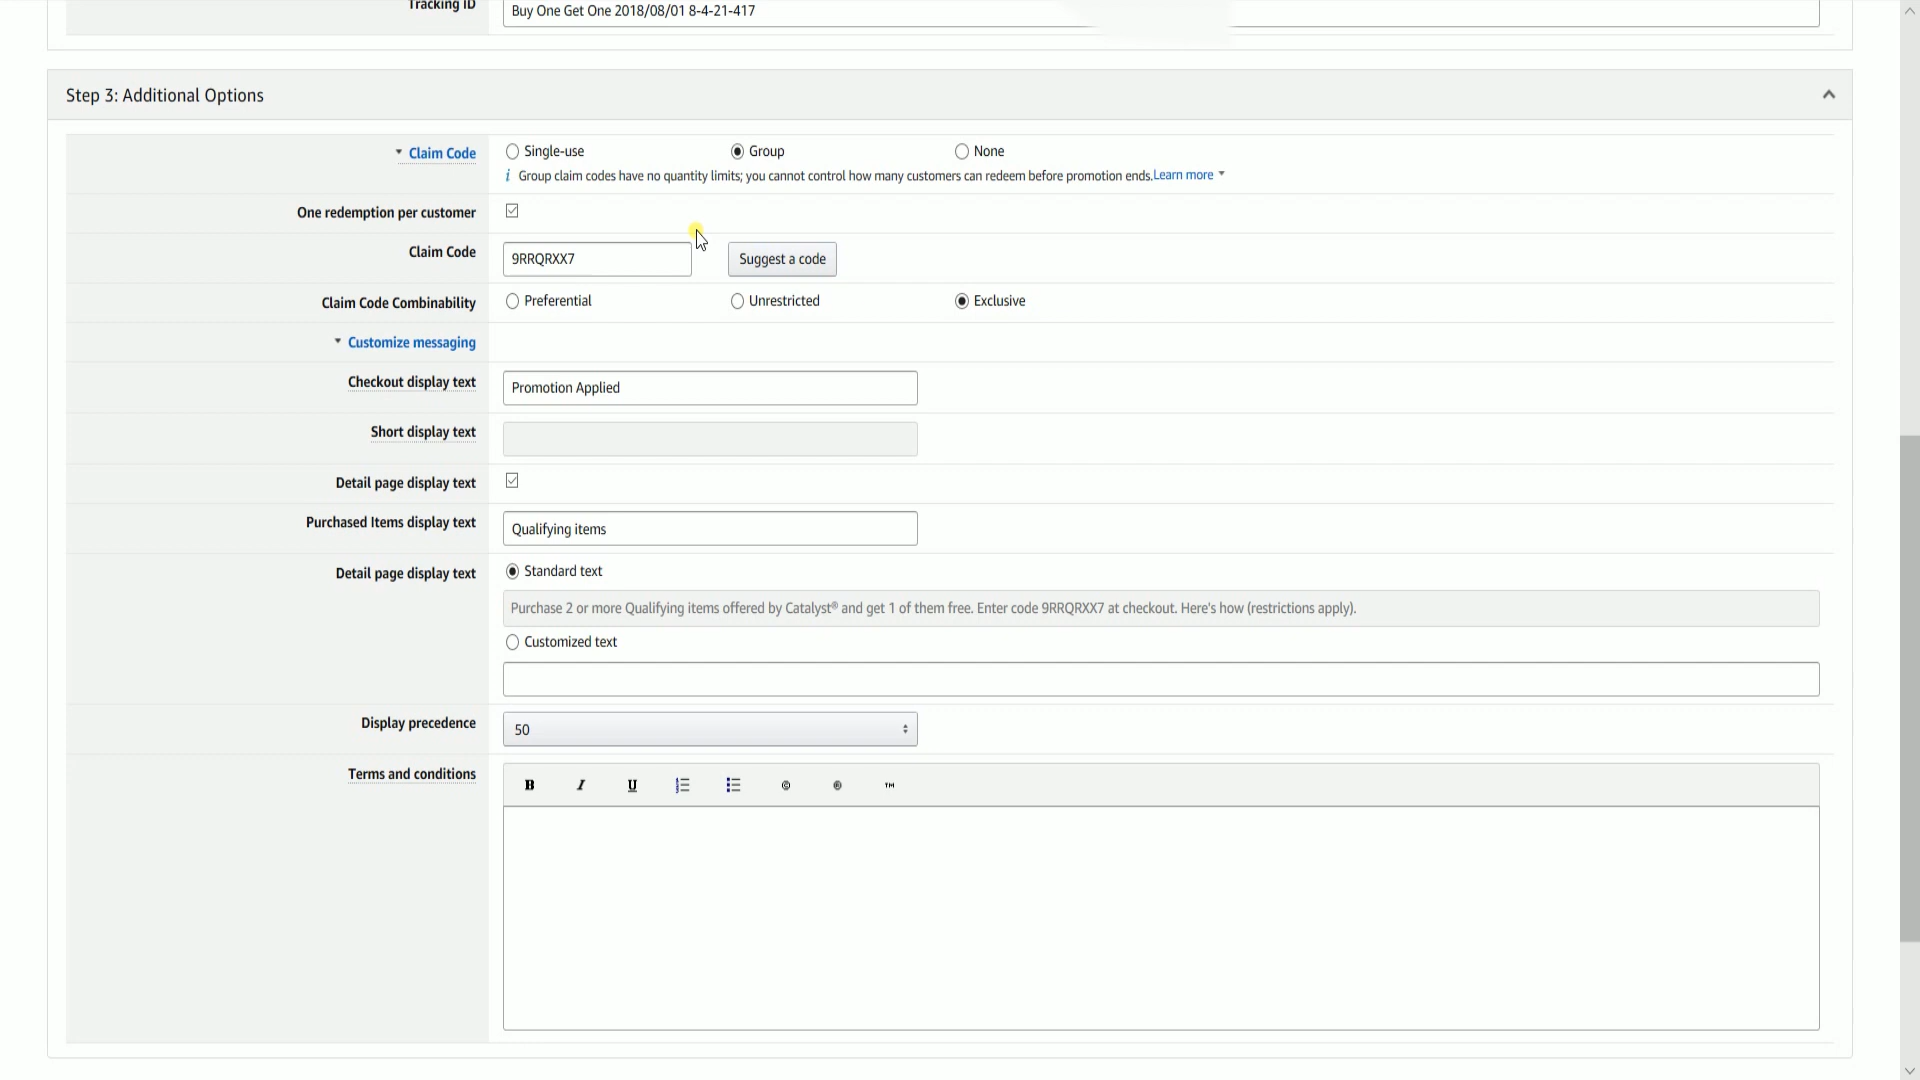 Tracking ID
Buy One Get One 2018/08/01 8-4-21-417
Step 3: Additional Options
Claim Code
Single-use
Group
None
i Group claim codes have no quantity limits; you cannot control how many customers can redeem before promotion ends.Learn more
One redemption per customer
Claim Code
9RRQRXX7
Suggest a code
Claim Code Combinability
Preferential
Unrestricted
Exclusive
Customize messaging
Checkout display text
Promotion Applied
Short display text
Detail page display text
Purchased Items display text
Qualifying items
Detail page display text
Standard text
Purchase 2 or more Qualifying items offered by Catalyst® and get 1 of them free. Enter code 9RRQRXX7 at checkout. Here's how (restrictions apply).
Customized text
Display precedence
50
Terms and conditions
B I U © ® ™